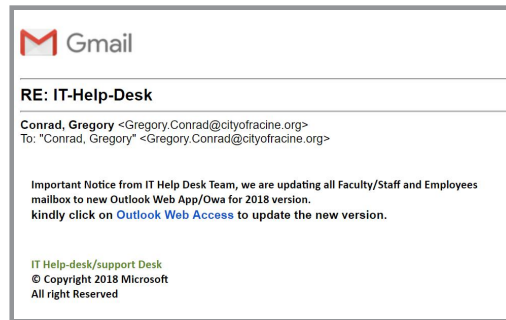 Gmail
RE: IT-Help-Desk
Conrad, Gregory <Gregory.Conrad@cityofracine.org>
To: "Conrad, Gregory" <Gregory.Conrad@cityofracine.org>
Important Notice from IT Help Desk Team, we are updating all Faculty/Staff and Employees
mailbox to new Outlook Web App/Owa for 2018 version.
kindly click on Outlook Web Access to update the new version.
IT Help-desk/support Desk
© Copyright 2018 Microsoft
All right Reserved